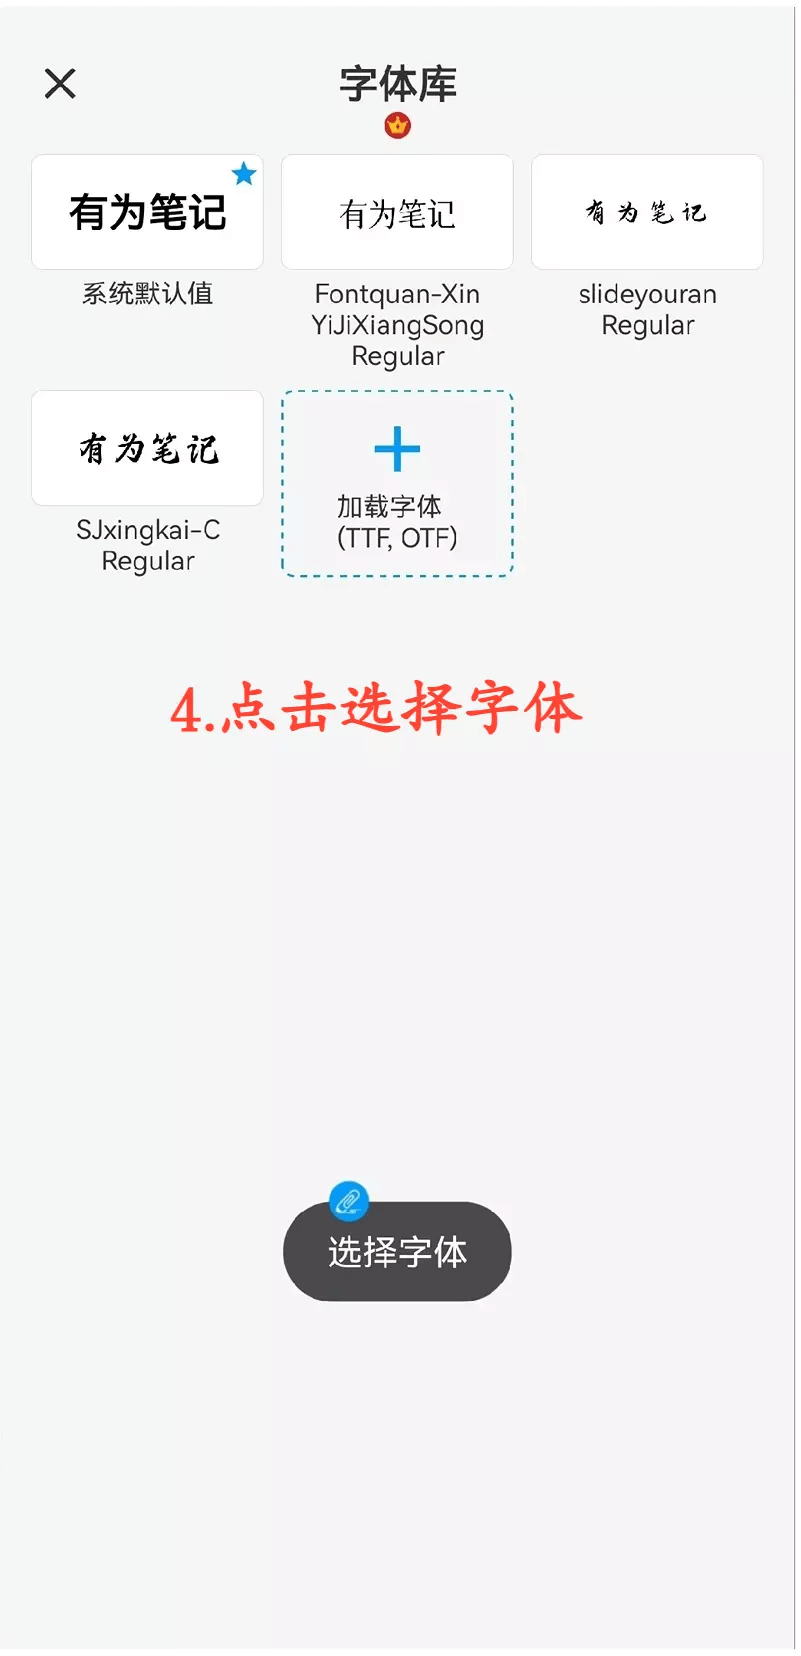 字体库
有为笔记
有为笔记
有为笔记
系统默认值
Fontquan-Xin
YiJiXiangSong
Regular
slideyouran
Regular
有为笔记
SJxingkai-C
Regular
加载字体
(TTF, OTF)
4.点击选择字体
选择字体